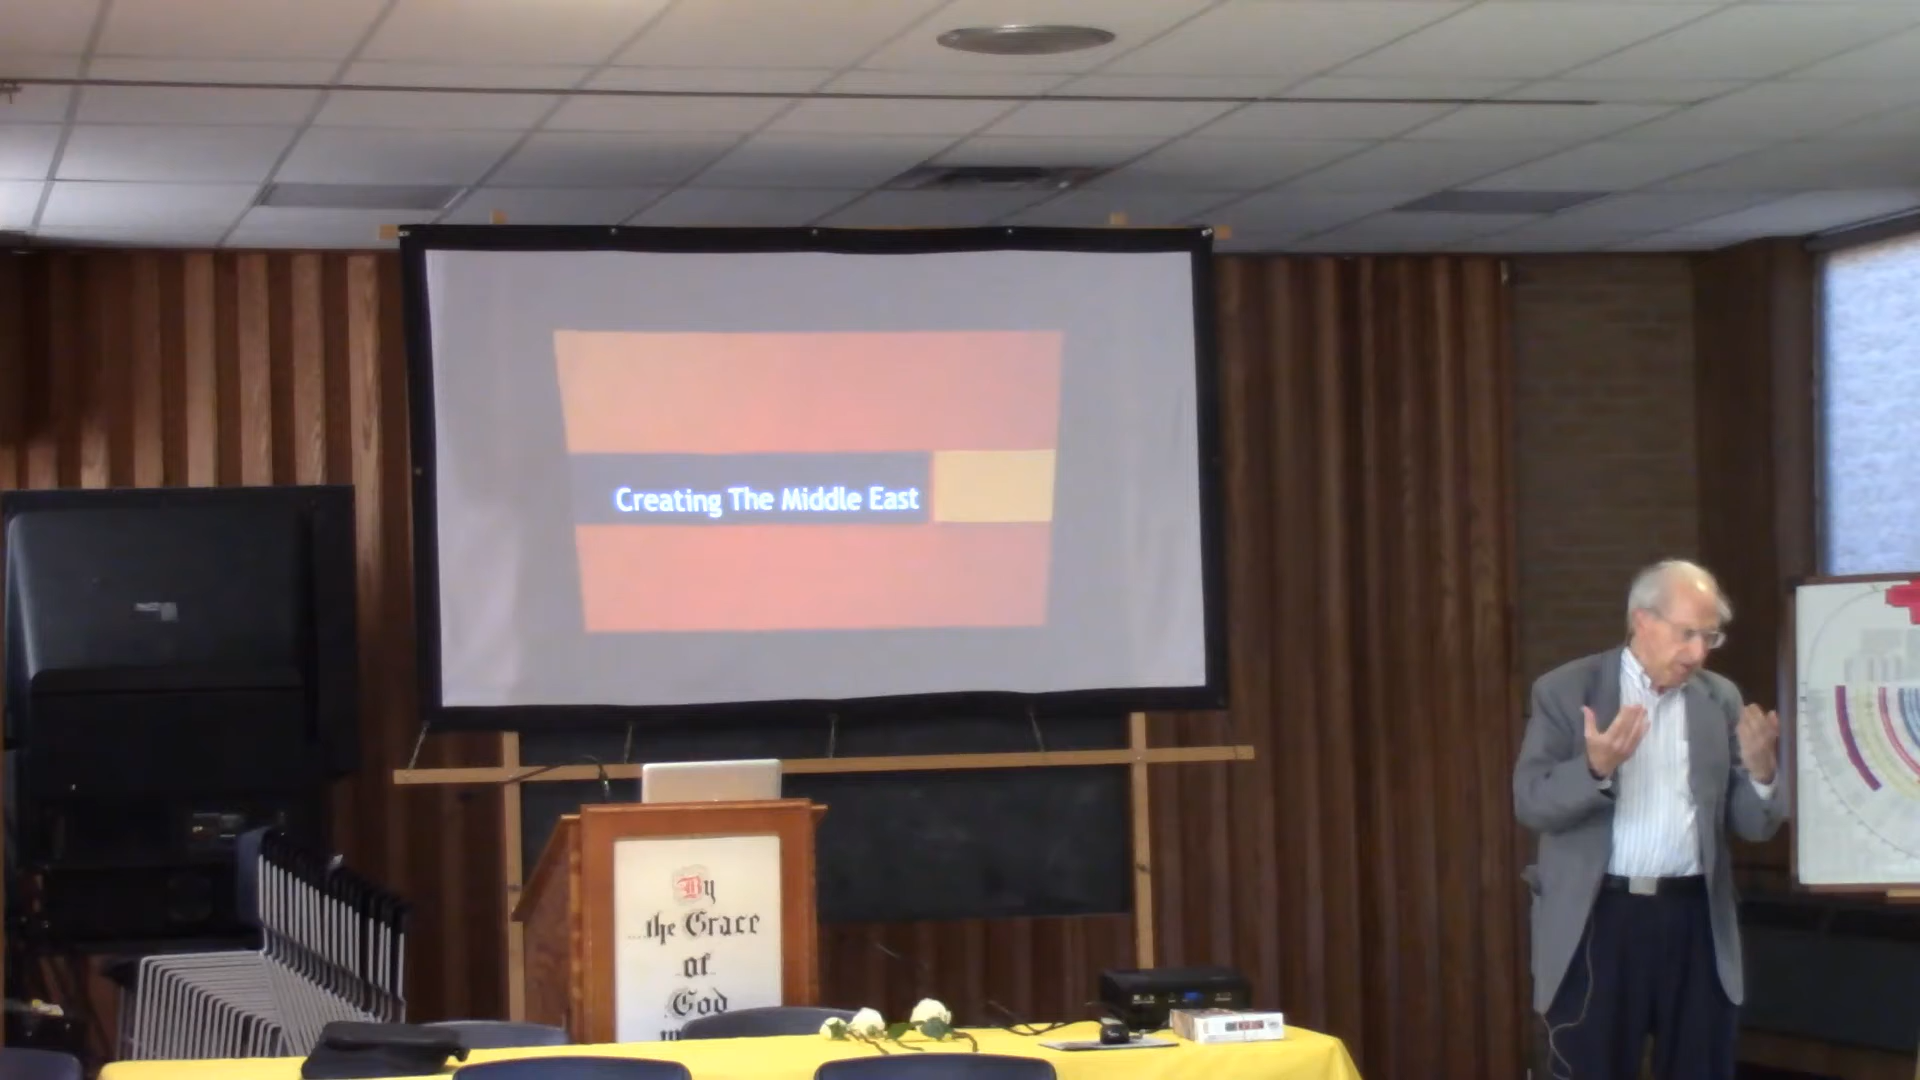 Creating The Middle East
By
the Grace
of
God